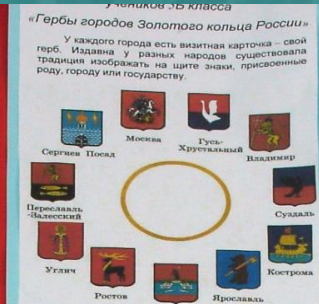 учеников 3Б класса
«Гербы городов Золотого кольца России»
У каждого города есть визитная карточка – свой
герб. Издавна у разных народов существовала
традиция изображать на щите знаки, присвоенные
роду, городу или государству.
Сергиев Посад
Москва
Гусь-
Хрустальный
Владимир
Переславль
-Залесский
Суздаль
Углич
Ростов
Ярославль
Кострома